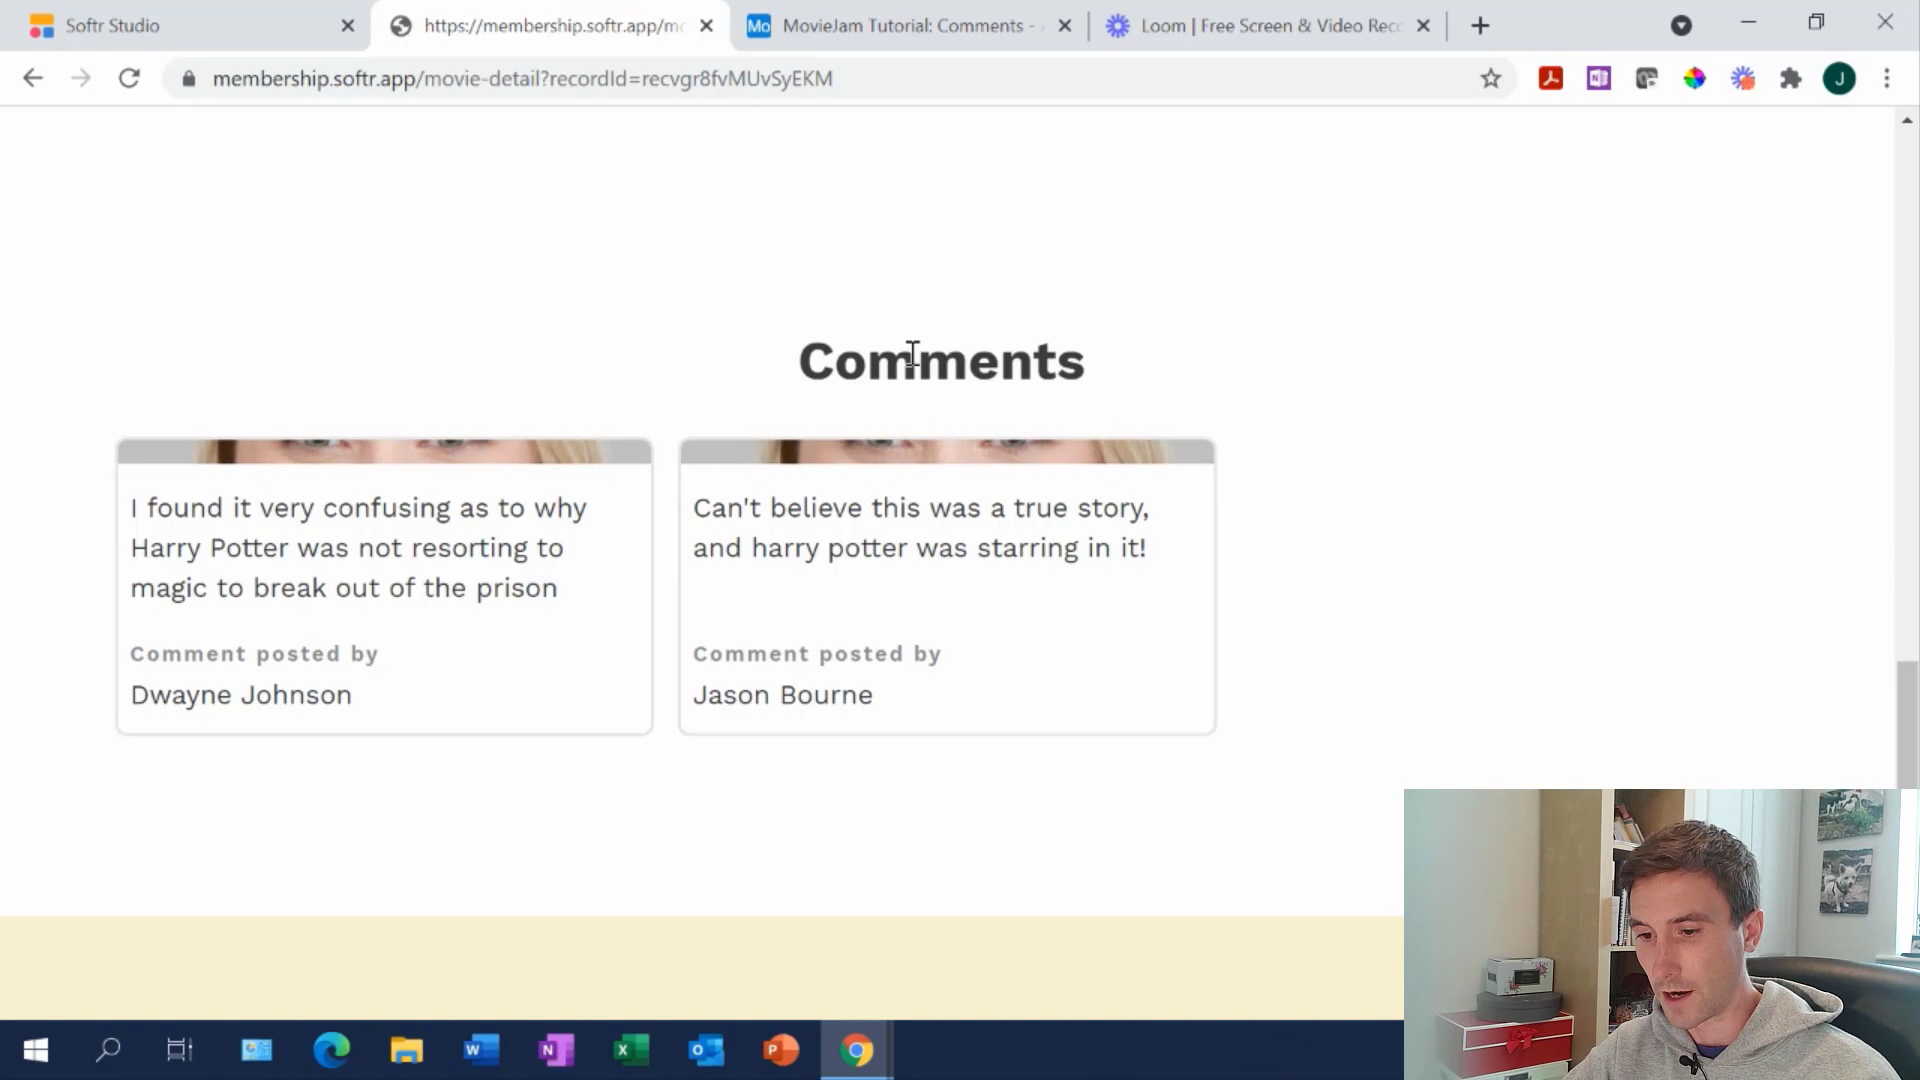 Softr Studio
https://membership.softr.app/mo
MovieJam Tutorial: Comments -
Loom | Free Screen & Video Rec
membership.softr.app/movie-detail?recordId=recvgr8fvMUvSyEKM
J
Comments
I found it very confusing as to why
Harry Potter was not resorting to
magic to break out of the prison
Comment posted by
Dwayne Johnson
Can't believe this was a true story,
and harry potter was starring in it!
Comment posted by
Jason Bourne